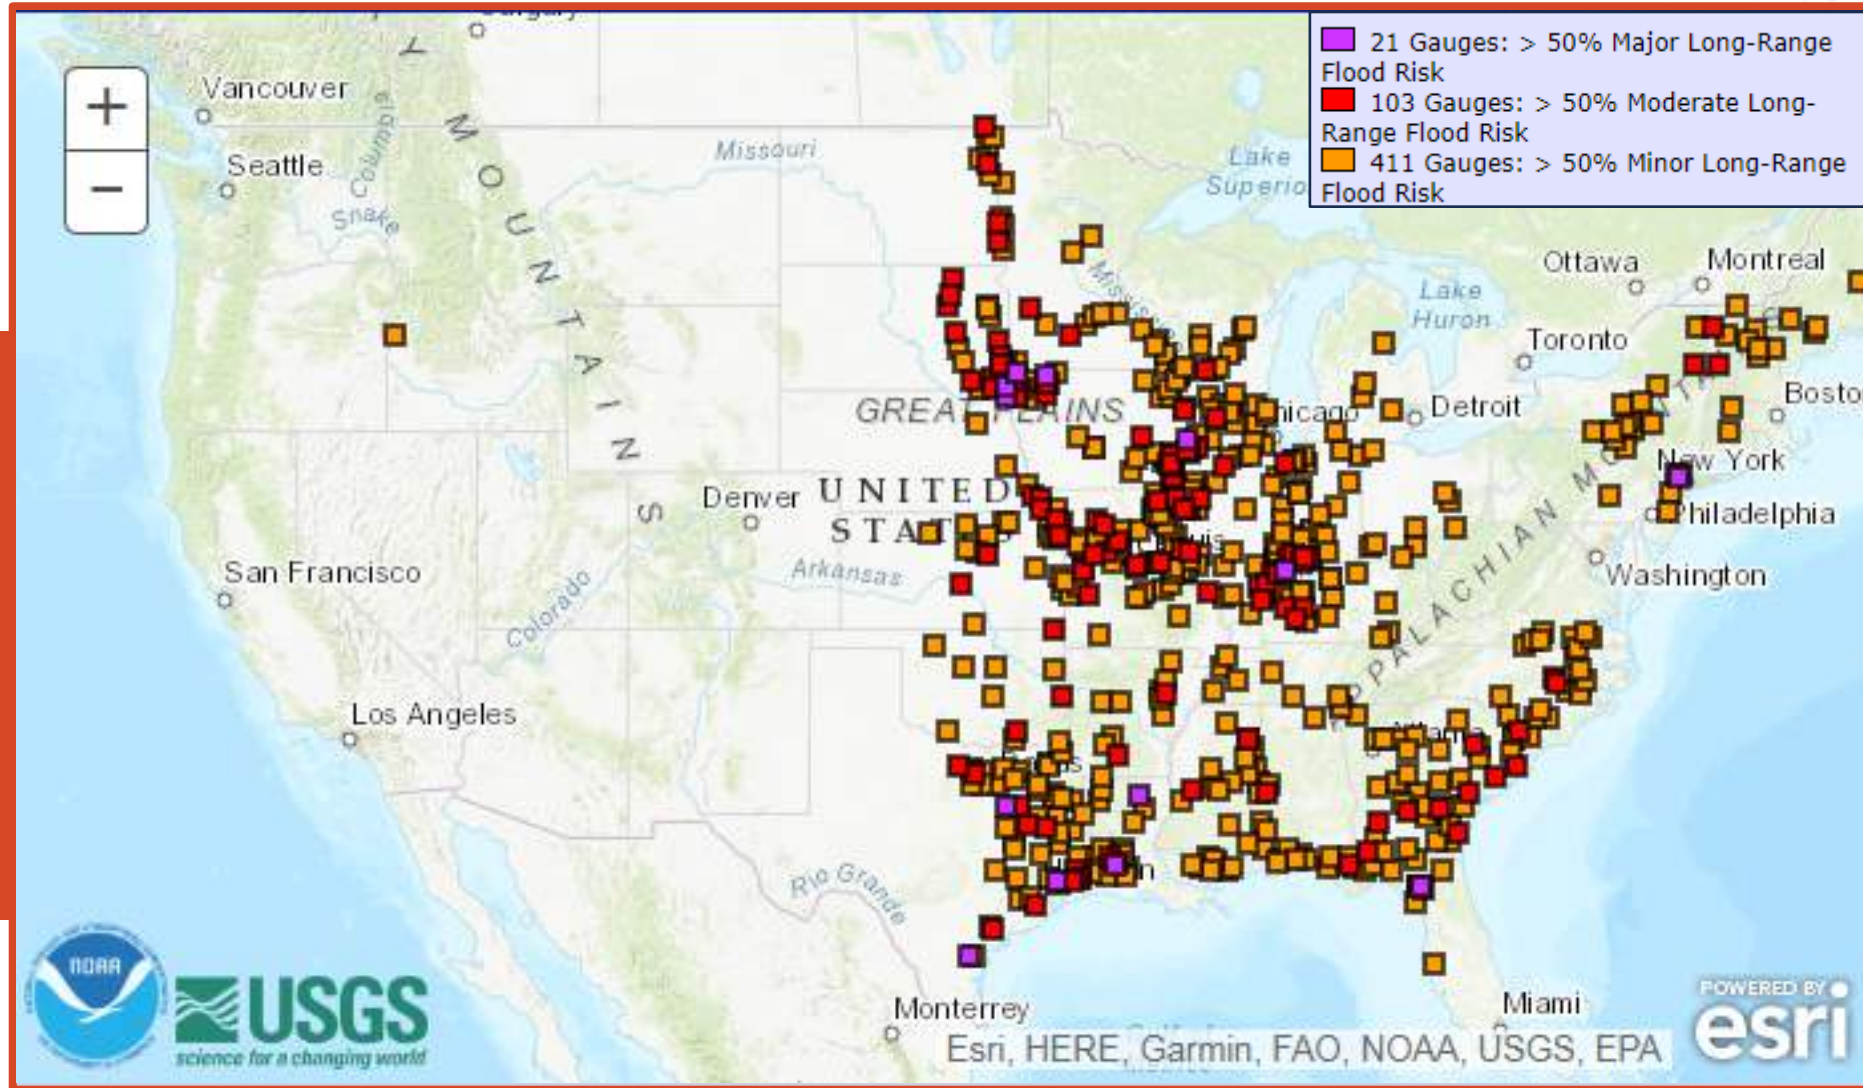 21 Gauges: > 50% Major Long-Range
Flood Risk
103 Gauges: > 50% Moderate Long-
Range Flood Risk
411 Gauges: > 50% Minor Long-Range
Flood Risk
+
−
Vancouver
Seattle
Columbia
Snake
Missouri
Lake
Superio
Ottawa
Montreal
Lake
Huron
Toronto
Detroit
Bosto
hicago
New York
Philadelphia
Washington
MOUNTAINS
GREAT PLAINS
Denver
UNITED
STAT
Arkansas
APPALACHIAN
San Francisco
Colorado
Los Angeles
Rio Grande
Monterrey
Miami
NOAA
USGS
science for a changing world
POWERED BY
esri
Esri, HERE, Garmin, FAO, NOAA, USGS, EPA